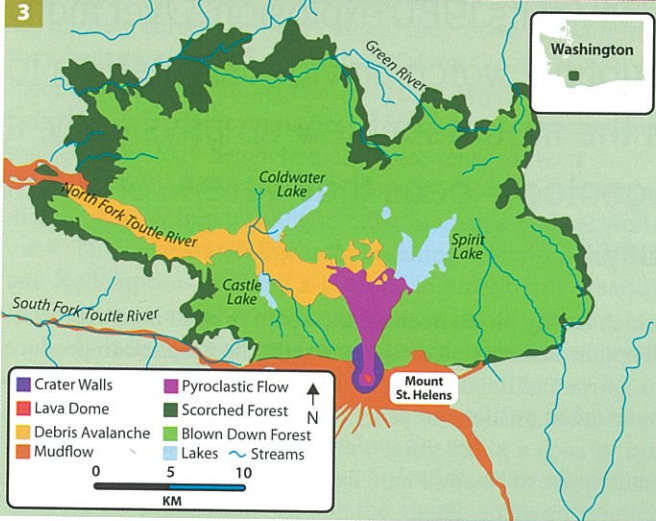 3
Washington
Green River
Coldwater
Lake
North Fork Toutle River
Spirit
Lake
Castle
Lake
South Fork Toutle River
Mount
St. Helens
Crater Walls
Lava Dome
Debris Avalanche
Mudflow
Pyroclastic Flow
Scorched Forest
Blown Down Forest
Lakes
Streams
N
0 5 10
KM